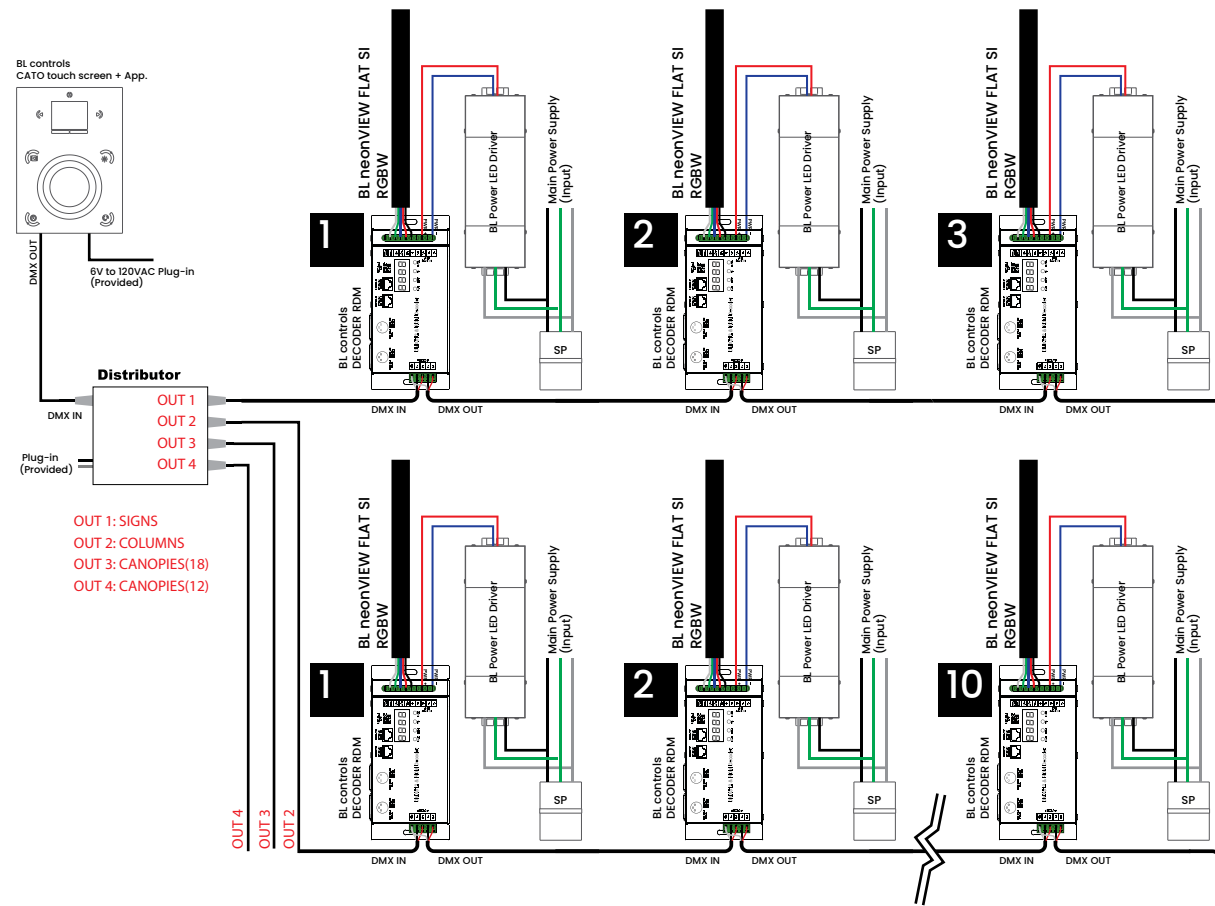 BL controls
CATO touch screen + App.
DMX OUT
6V to 120VAC Plug-in
(Provided)
Distributor
DMX IN
OUT 1
OUT 2
OUT 3
OUT 4
Plug-in
(Provided)
OUT 1: SIGNS
OUT 2: COLUMNS
OUT 3: CANOPIES(18)
OUT 4: CANOPIES(12)
OUT 4
OUT 3
OUT 2
BL neonVIEW FLAT SI
RGBW
1
BL controls
DECODER RDM
BL Power LED Driver
Main Power Supply
(Input)
SP
DMX IN
DMX OUT
BL neonVIEW FLAT SI
RGBW
2
BL controls
DECODER RDM
BL Power LED Driver
Main Power Supply
(Input)
SP
DMX IN
DMX OUT
BL neonVIEW FLAT SI
RGBW
3
BL controls
DECODER RDM
BL Power LED Driver
Main Power Supply
(Input)
SP
DMX IN
DMX OUT
BL neonVIEW FLAT SI
RGBW
1
BL controls
DECODER RDM
BL Power LED Driver
Main Power Supply
(Input)
SP
DMX IN
DMX OUT
BL neonVIEW FLAT SI
RGBW
2
BL controls
DECODER RDM
BL Power LED Driver
Main Power Supply
(Input)
SP
DMX IN
DMX OUT
BL neonVIEW FLAT SI
RGBW
10
BL controls
DECODER RDM
BL Power LED Driver
Main Power Supply
(Input)
SP
DMX IN
DMX OUT